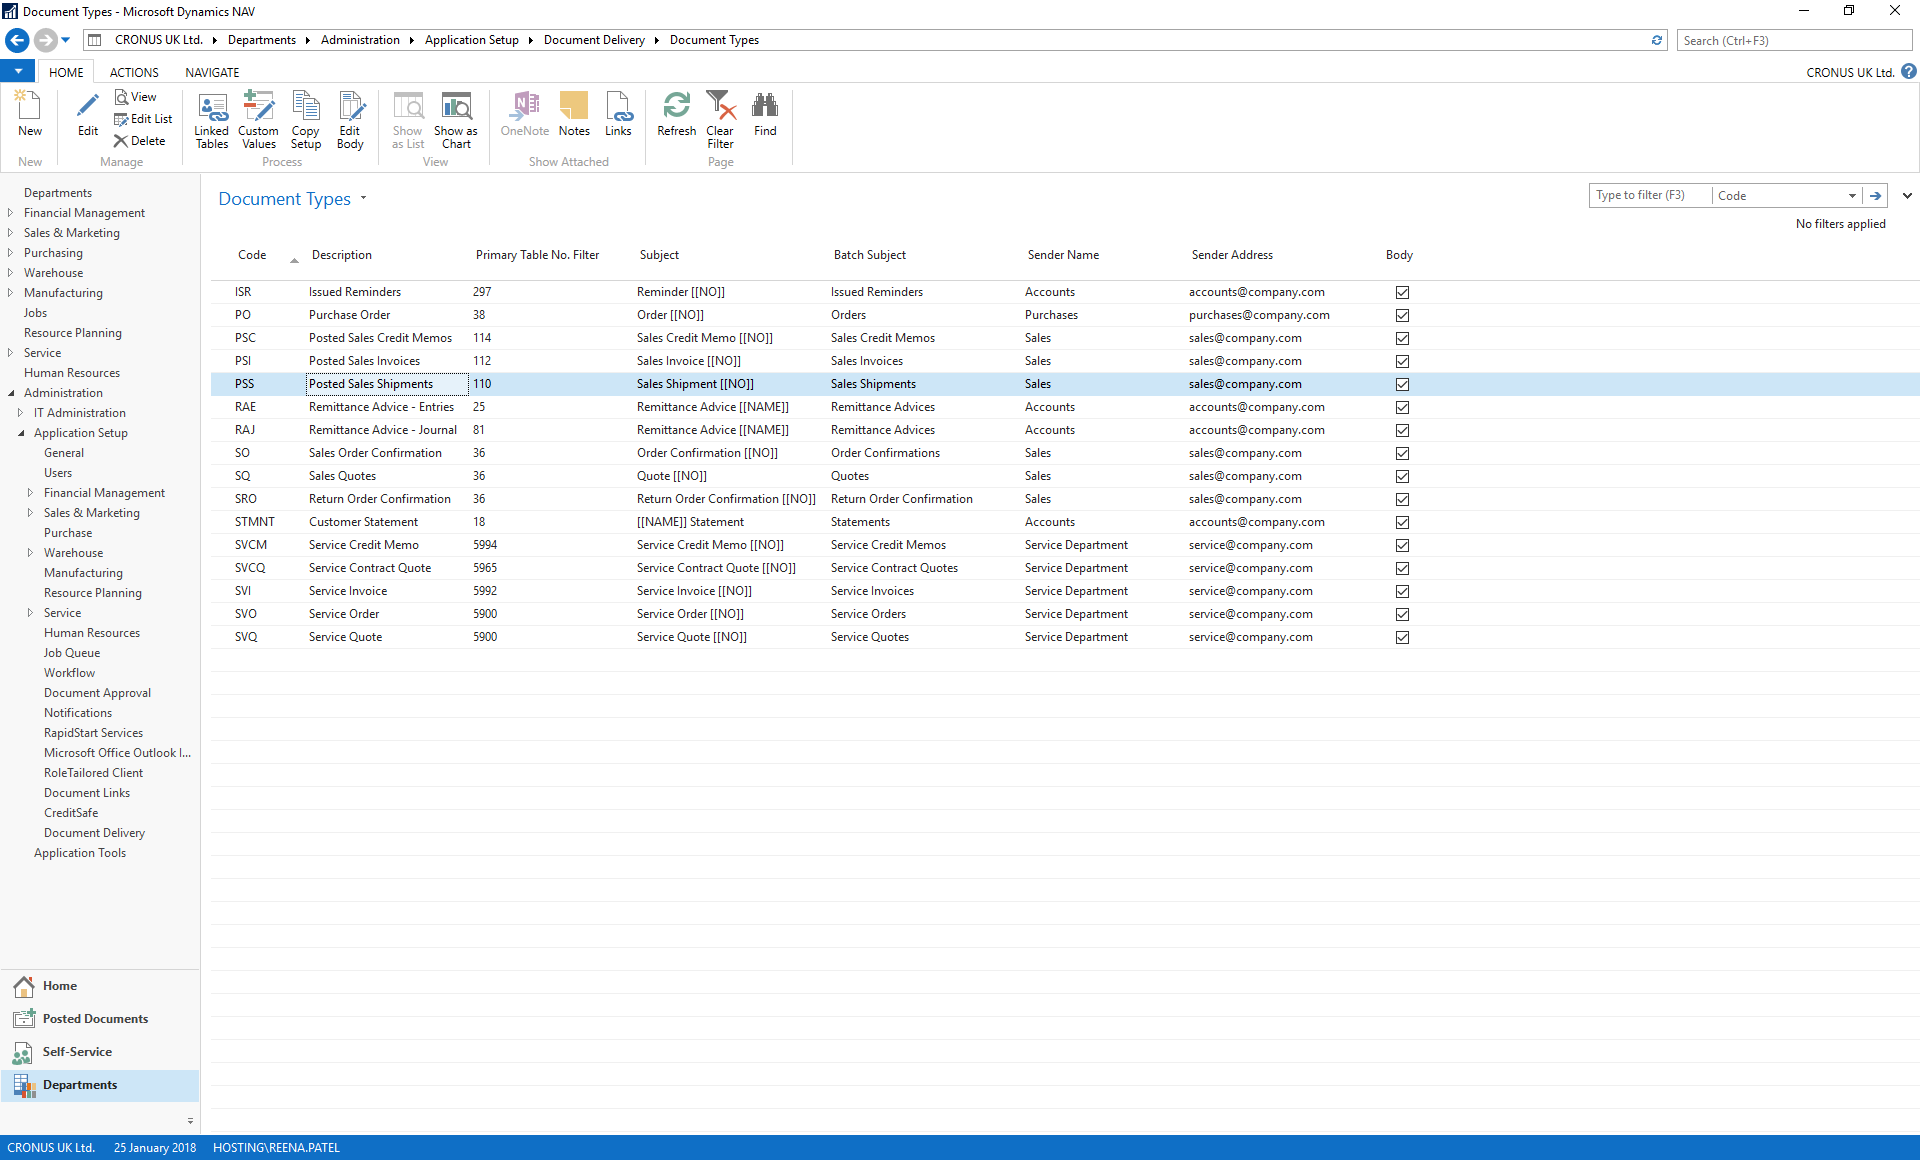 Document Types - Microsoft Dynamics NAV
CRONUS UK Ltd. Departments Administration Application Setup Document Delivery Document Types
Search (Ctrl+F3)
HOME ACTIONS NAVIGATE
CRONUS UK Ltd.
New
Edit
View
Edit List
Delete
Linked Tables
Custom Values
Copy Setup
Edit Body
Show as List
Show as Chart
OneNote
Notes
Links
Refresh
Clear Filter
Find
New Manage Process View Show Attached Page
Departments
Financial Management
Sales & Marketing
Purchasing
Warehouse
Manufacturing
Jobs
Resource Planning
Service
Human Resources
Administration
IT Administration
Application Setup
General
Users
Financial Management
Sales & Marketing
Purchase
Warehouse
Manufacturing
Resource Planning
Service
Human Resources
Job Queue
Workflow
Document Approval
Notifications
RapidStart Services
Microsoft Office Outlook I...
RoleTailored Client
Document Links
CreditSafe
Document Delivery
Application Tools
Home
Posted Documents
Self-Service
Departments
Document Types
Type to filter (F3) Code
No filters applied
Code Description Primary Table No. Filter Subject Batch Subject Sender Name Sender Address Body
ISR Issued Reminders 297 Reminder [[NO]] Issued Reminders Accounts accounts@company.com
PO Purchase Order 38 Order [[NO]] Orders Purchases purchases@company.com
PSC Posted Sales Credit Memos 114 Sales Credit Memo [[NO]] Sales Credit Memos Sales sales@company.com
PSI Posted Sales Invoices 112 Sales Invoice [[NO]] Sales Invoices Sales sales@company.com
PSS Posted Sales Shipments 110 Sales Shipment [[NO]] Sales Shipments Sales sales@company.com
RAE Remittance Advice - Entries 25 Remittance Advice [[NAME]] Remittance Advices Accounts accounts@company.com
RAJ Remittance Advice - Journal 81 Remittance Advice [[NAME]] Remittance Advices Accounts accounts@company.com
SO Sales Order Confirmation 36 Order Confirmation [[NO]] Order Confirmations Sales sales@company.com
SQ Sales Quotes 36 Quote [[NO]] Quotes Sales sales@company.com
SRO Return Order Confirmation 36 Return Order Confirmation [[NO]] Return Order Confirmation Sales sales@company.com
STMNT Customer Statement 18 [[NAME]] Statement Statements Accounts accounts@company.com
SVCM Service Credit Memo 5994 Service Credit Memo [[NO]] Service Credit Memos Service Department service@company.com
SVCQ Service Contract Quote 5965 Service Contract Quote [[NO]] Service Contract Quotes Service Department service@company.com
SVI Service Invoice 5992 Service Invoice [[NO]] Service Invoices Service Department service@company.com
SVO Service Order 5900 Service Order [[NO]] Service Orders Service Department service@company.com
SVQ Service Quote 5900 Service Quote [[NO]] Service Quotes Service Department service@company.com
CRONUS UK Ltd. 25 January 2018 HOSTING\REENA.PATEL